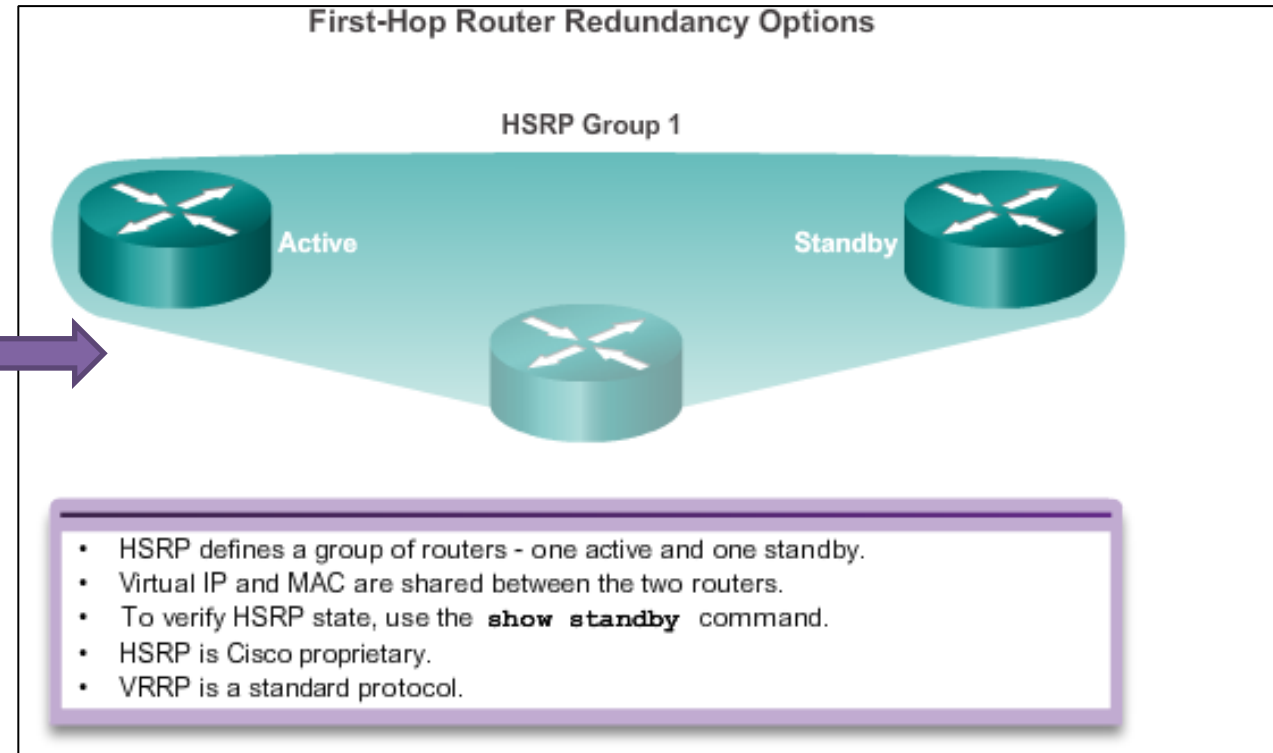 First-Hop Router Redundancy Options
HSRP Group 1
Active
Standby
• HSRP defines a group of routers - one active and one standby.
• Virtual IP and MAC are shared between the two routers.
• To verify HSRP state, use the show standby command.
• HSRP is Cisco proprietary.
• VRRP is a standard protocol.